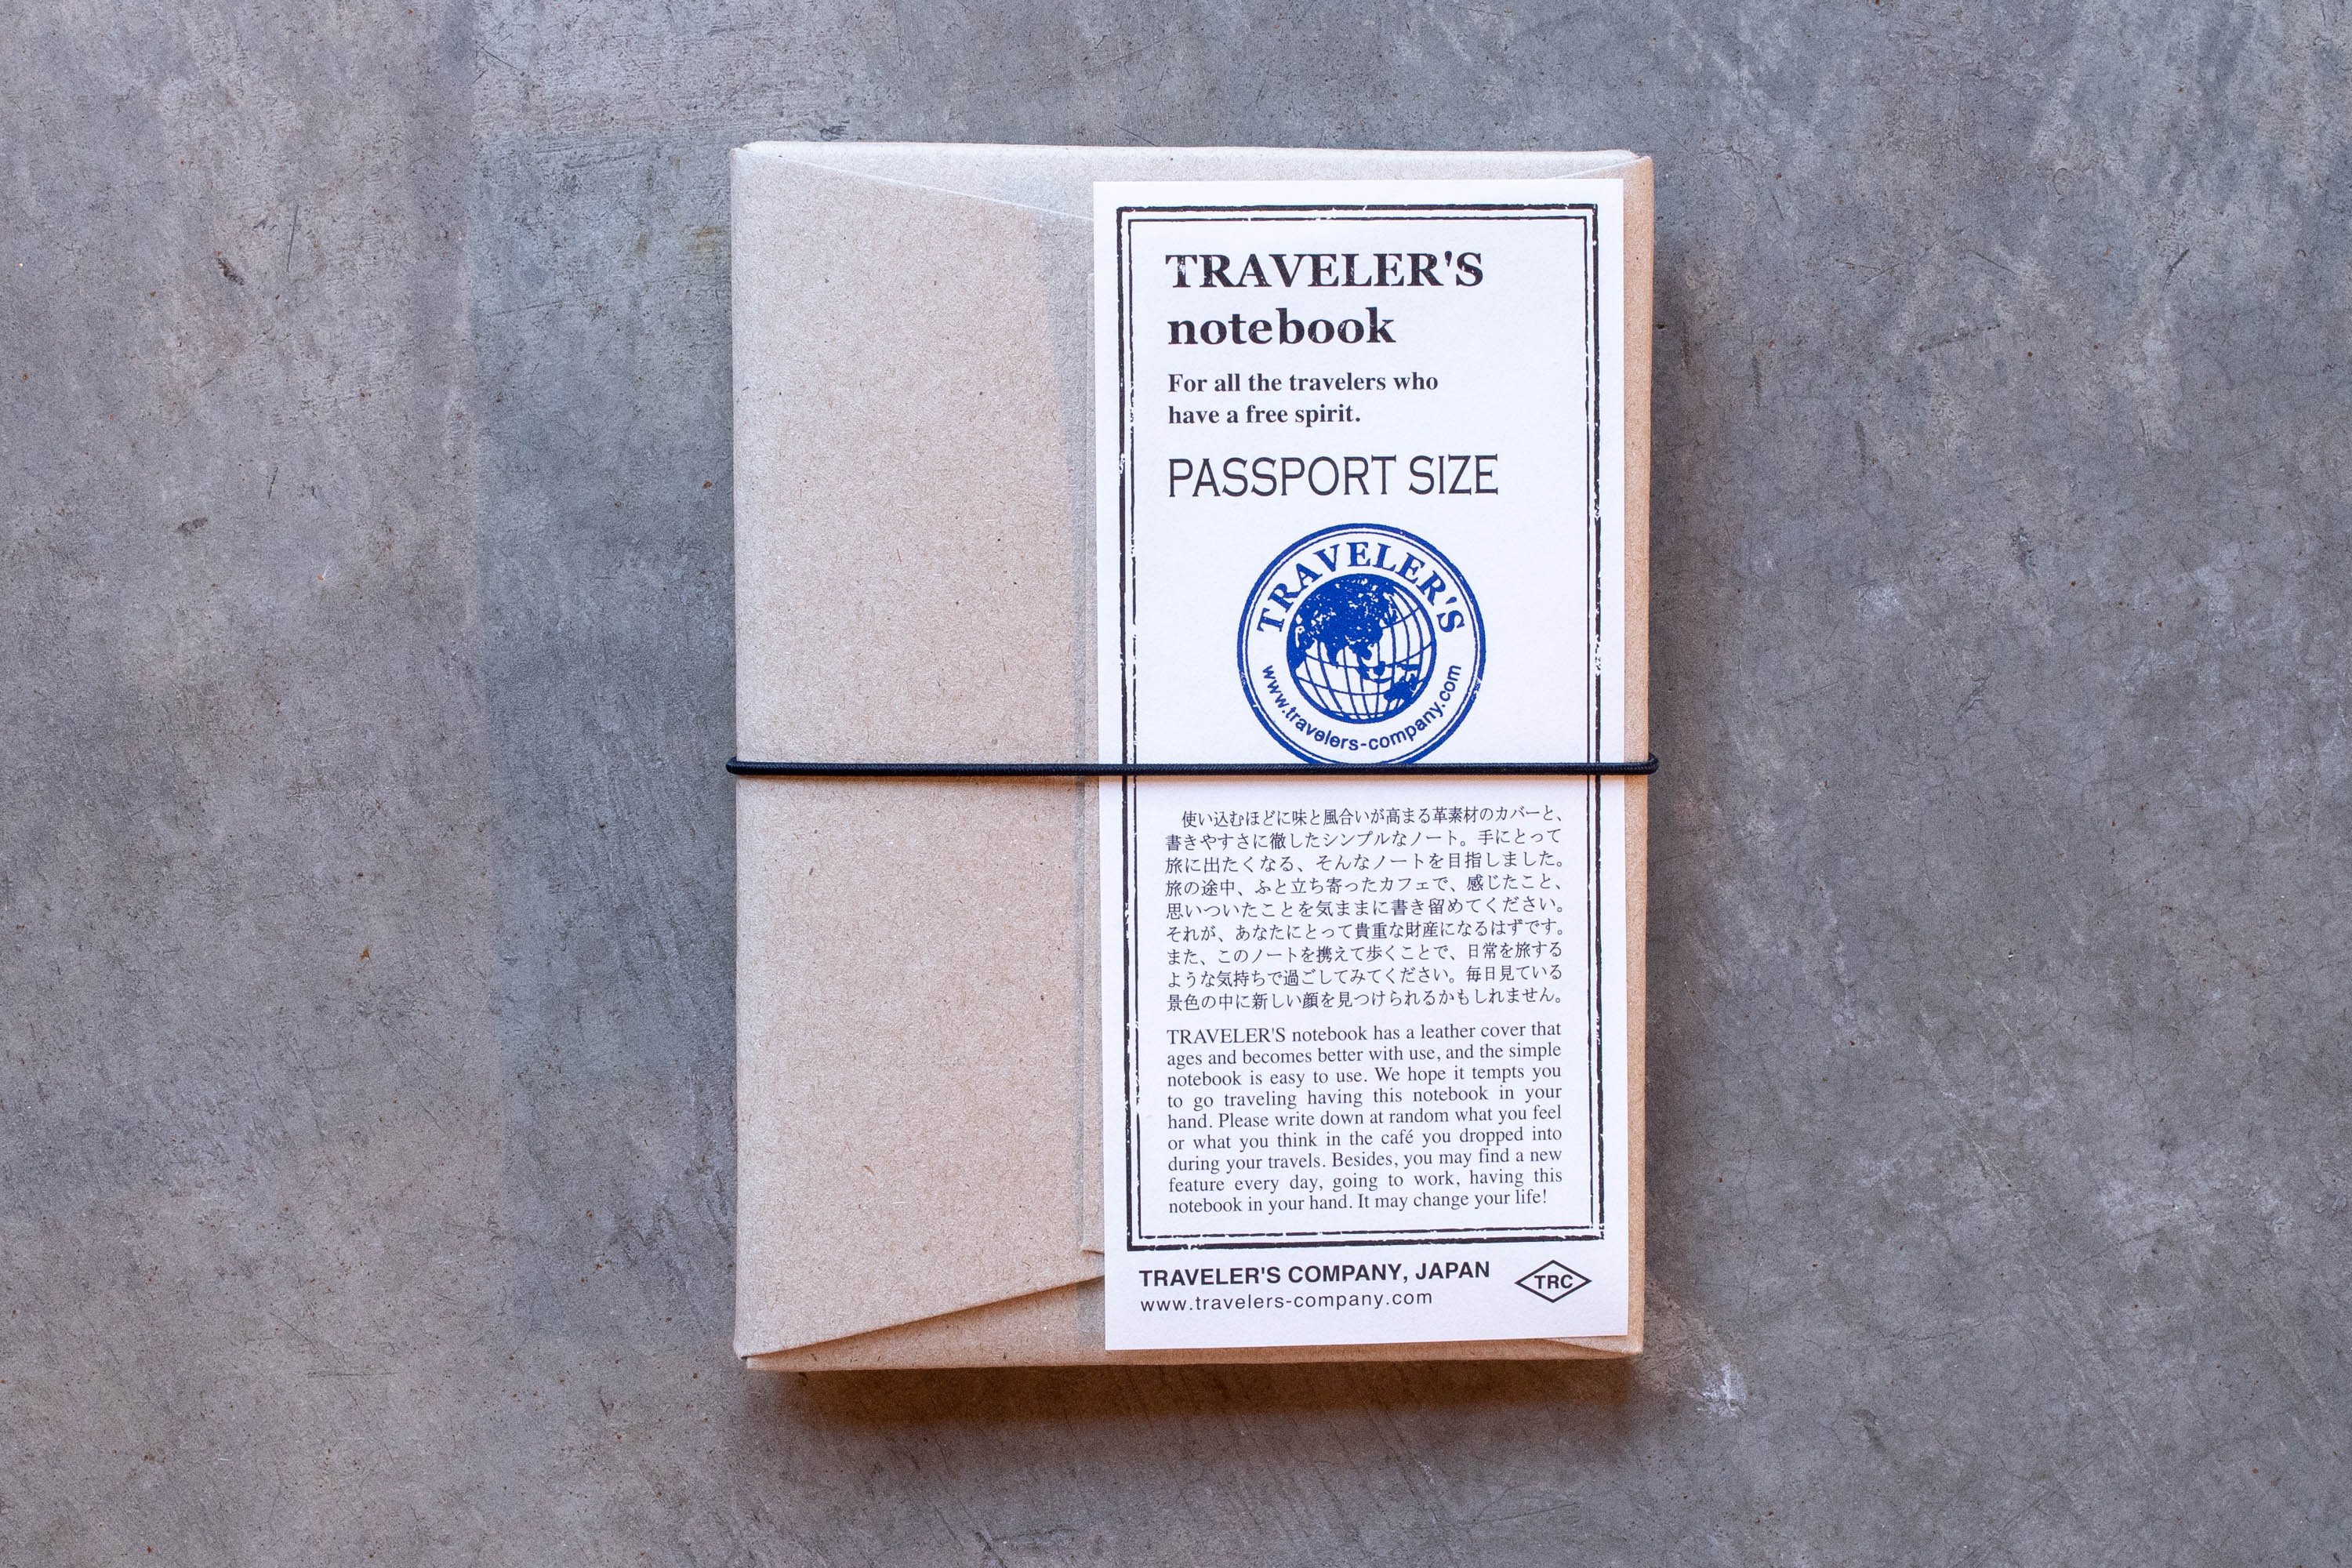 TRAVELER'S
notebook
For all the travelers who
have a free spirit.
PASSPORT SIZE
TRAVELER'S
www.travelers-company.com
使い込むほどに味と風合いが高まる革素材のカバーと、
書きやすさに徹したシンプルなノート。手にとって
旅に出たくなる、そんなノートを目指しました。
旅の途中、ふと立ち寄ったカフェで、感じたこと、
思いついたことを気ままに書き留めてください。
それが、あなたにとって貴重な財産になるはずです。
また、このノートを携えて歩くことで、日常を旅する
ような気持ちで過ごしてみてください。毎日見ている
景色の中に新しい顔を見つけられるかもしれません。
TRAVELER'S notebook has a leather cover that
ages and becomes better with use, and the simple
notebook is easy to use. We hope it tempts you
to go traveling having this notebook in your
hand. Please write down at random what you feel
or what you think in the café you dropped into
during your travels. Besides, you may find a new
feature every day, going to work, having this
notebook in your hand. It may change your life!
TRAVELER'S COMPANY, JAPAN
www.travelers-company.com
TRC